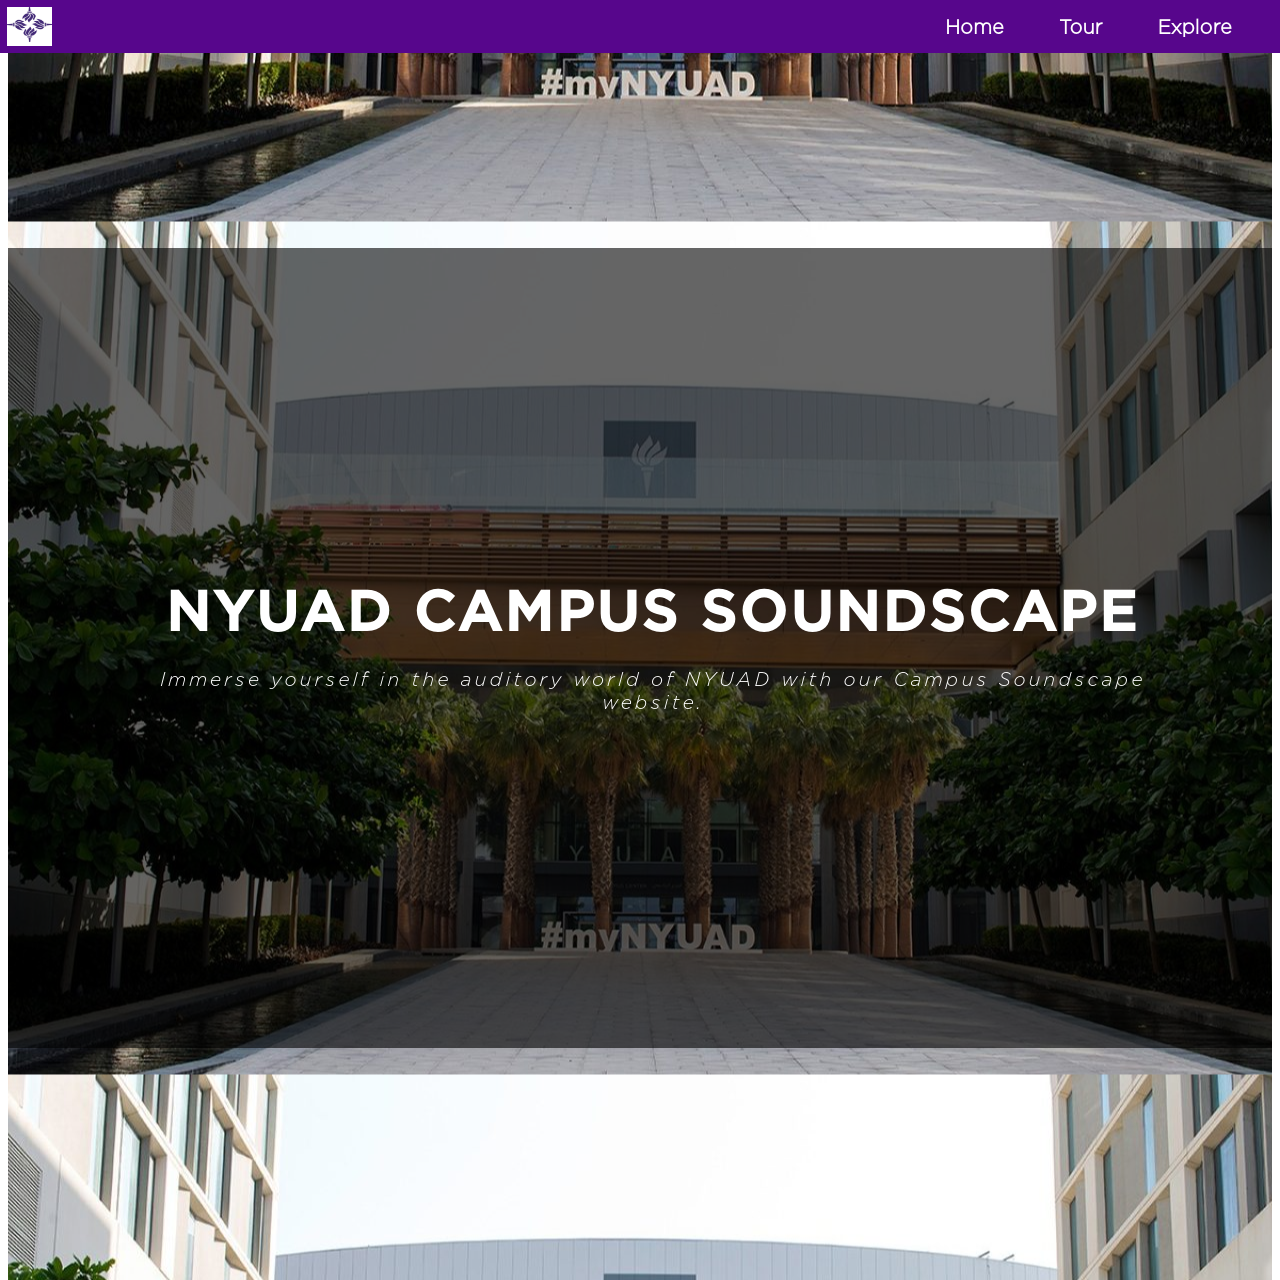 Home Tour Explore
#myNYUAD
NYUAD CAMPUS SOUNDSCAPE
Immerse yourself in the auditory world of NYUAD with our Campus Soundscape
website.
NYUAD
#myNYUAD